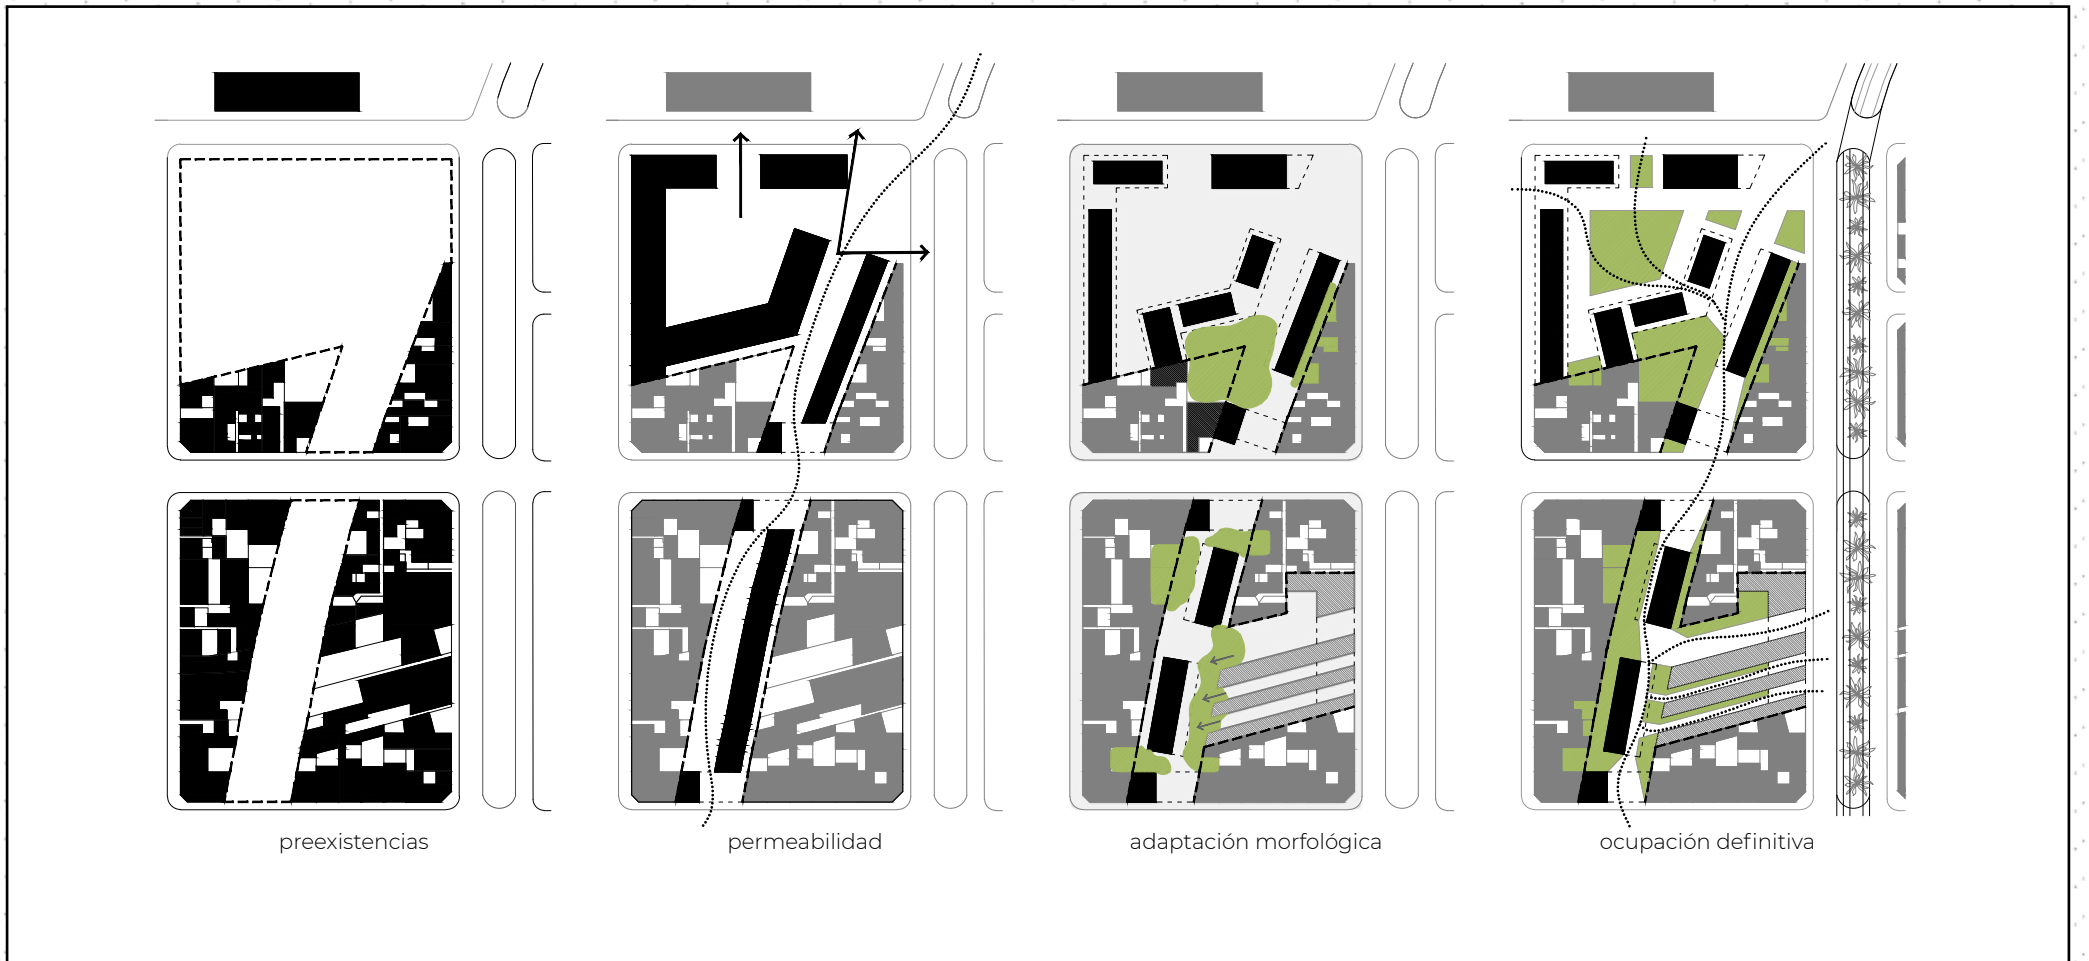 preexistencias
permeabilidad
adaptación morfológica
ocupación definitiva